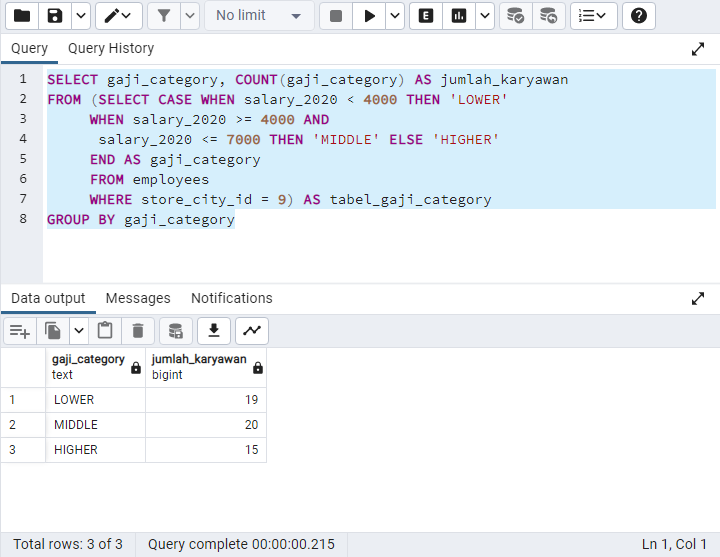 No limit
E
Query Query History
1 SELECT gaji_category, COUNT(gaji_category) AS jumlah_karyawan
2 FROM (SELECT CASE WHEN salary_2020 < 4000 THEN 'LOWER'
3 WHEN salary_2020 >= 4000 AND
4 salary_2020 <= 7000 THEN 'MIDDLE' ELSE 'HIGHER'
5 END AS gaji_category
6 FROM employees
7 WHERE store_city_id = 9) AS tabel_gaji_category
8 GROUP BY gaji_category
Data output Messages Notifications
gaji_category jumlah_karyawan
text bigint
1 LOWER 19
2 MIDDLE 20
3 HIGHER 15
Total rows: 3 of 3 Query complete 00:00:00.215 Ln 1, Col 1